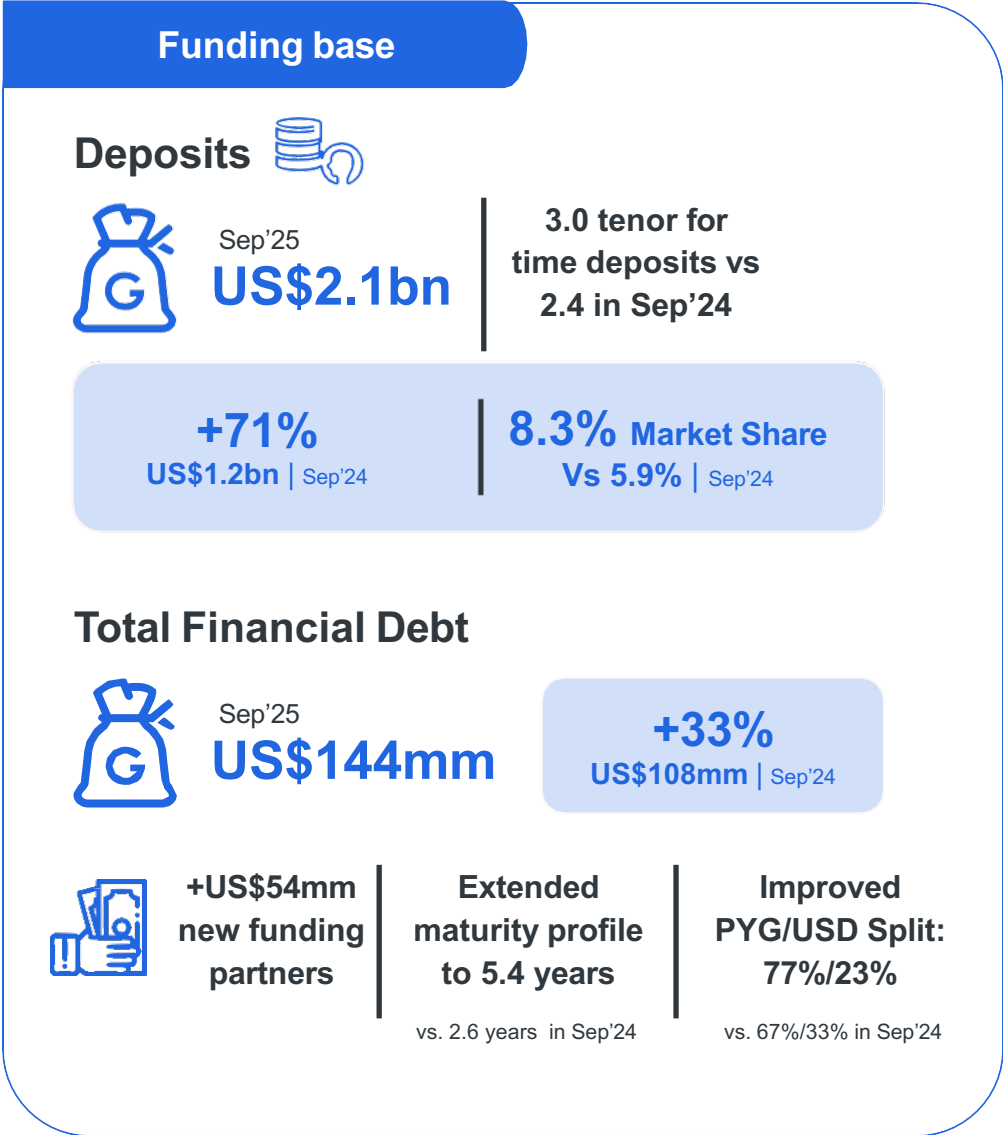 Funding base
Deposits
Sep’25
US$2.1bn
3.0 tenor for
time deposits vs
2.4 in Sep’24
+71%
US$1.2bn | Sep’24
8.3% Market Share
Vs 5.9% | Sep’24
Total Financial Debt
Sep’25
US$144mm
+33%
US$108mm | Sep’24
+US$54mm
new funding
partners
Extended
maturity profile
to 5.4 years
vs. 2.6 years in Sep’24
Improved
PYG/USD Split:
77%/23%
vs. 67%/33% in Sep’24
G
G